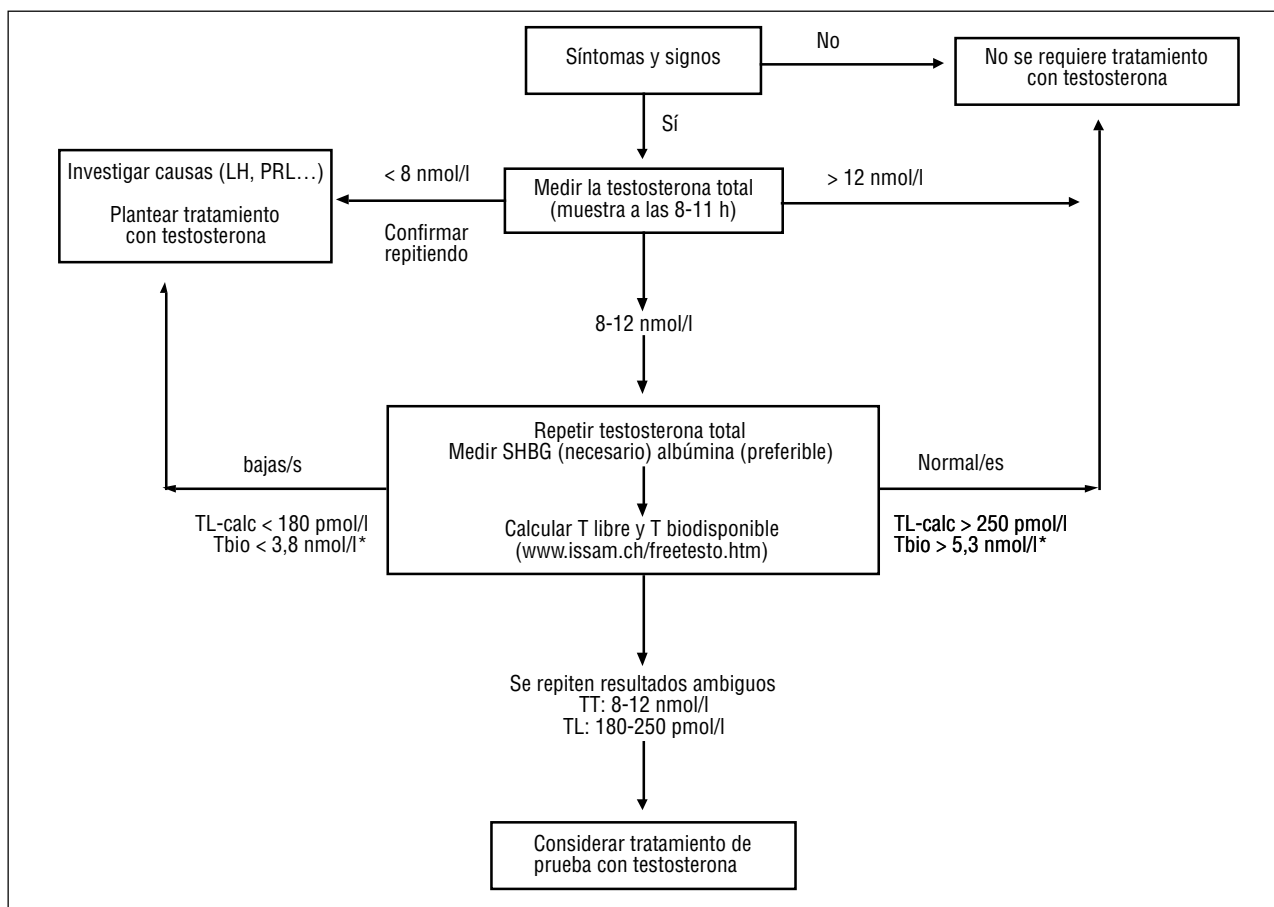 Síntomas y signos
No
No se requiere tratamiento
con testosterona
Sí
Investigar causas (LH, PRL…)
Plantear tratamiento
con testosterona
< 8 nmol/l
Confirmar
repitiendo
Medir la testosterona total
(muestra a las 8-11 h)
> 12 nmol/l
8-12 nmol/l
bajas/s
TL-calc < 180 pmol/l
Tbio < 3,8 nmol/l*
Repetir testosterona total
Medir SHBG (necesario) albúmina (preferible)
Calcular T libre y T biodisponible
(www.issam.ch/freetesto.htm)
Normal/es
TL-calc > 250 pmol/l
Tbio > 5,3 nmol/l*
Se repiten resultados ambiguos
TT: 8-12 nmol/l
TL: 180-250 pmol/l
Considerar tratamiento de
prueba con testosterona